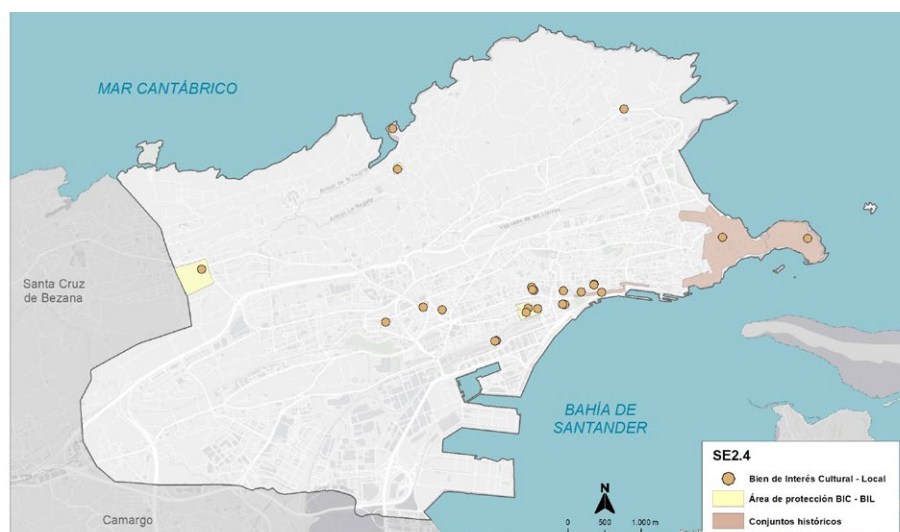 MAR CANTÁBRICO
Santa Cruz
de Bezana
BAHÍA DE
SANTANDER
Camargo
N
0 500 1.000 m
SE2.4
Bien de Interés Cultural - Local
Área de protección BIC - BIL
Conjuntos históricos